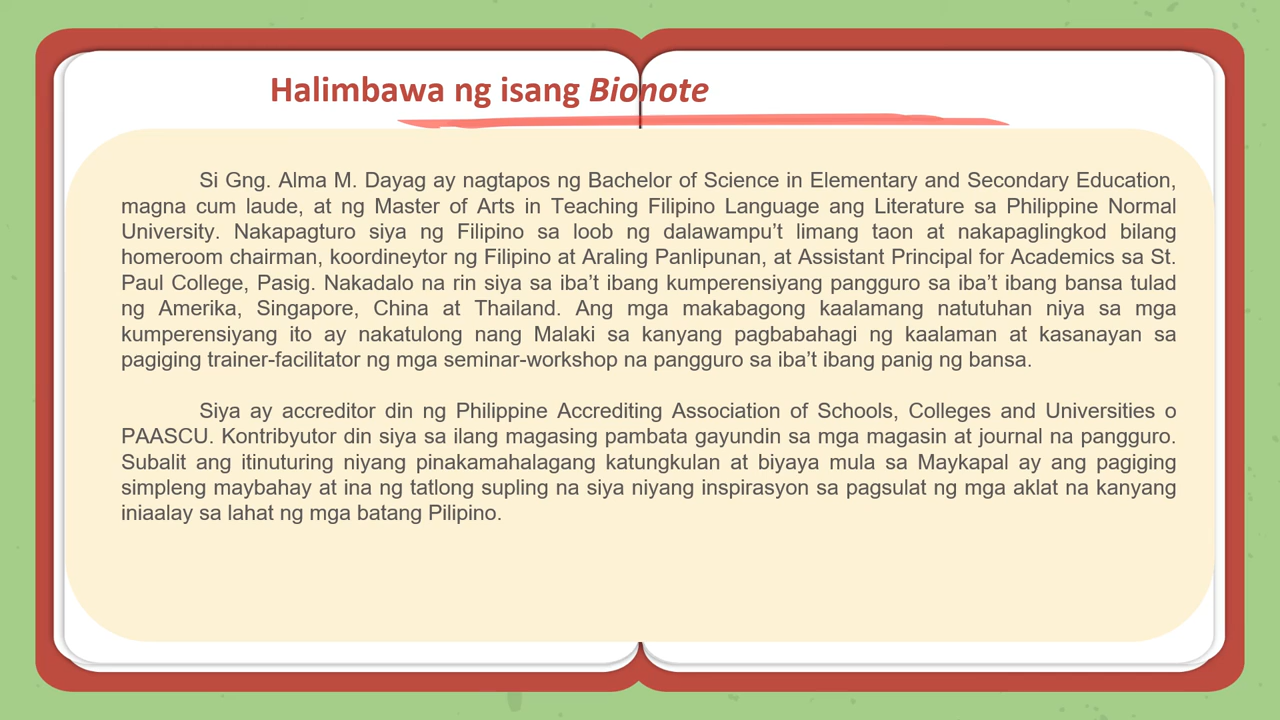 Halimbawa ng isang Bionote
Si Gng. Alma M. Dayag ay nagtapos ng Bachelor of Science in Elementary and Secondary Education,
magna cum laude, at ng Master of Arts in Teaching Filipino Language ang Literature sa Philippine Normal
University. Nakapagturo siya ng Filipino sa loob ng dalawampu’t limang taon at nakapaglingkod bilang
homeroom chairman, koordineytor ng Filipino at Araling Panlipunan, at Assistant Principal for Academics sa St.
Paul College, Pasig. Nakadalo na rin siya sa iba’t ibang kumperensiyang pangguro sa iba’t ibang bansa tulad
ng Amerika, Singapore, China at Thailand. Ang mga makabagong kaalamang natutuhan niya sa mga
kumperensiyang ito ay nakatulong nang Malaki sa kanyang pagbabahagi ng kaalaman at kasanayan sa
pagiging trainer-facilitator ng mga seminar-workshop na pangguro sa iba’t ibang panig ng bansa.
Siya ay accreditor din ng Philippine Accrediting Association of Schools, Colleges and Universities o
PAASCU. Kontribyutor din siya sa ilang magasing pambata gayundin sa mga magasin at journal na pangguro.
Subalit ang itinuturing niyang pinakamahalagang katungkulan at biyaya mula sa Maykapal ay ang pagiging
simpleng maybahay at ina ng tatlong supling na siya niyang inspirasyon sa pagsulat ng mga aklat na kanyang
iniaalay sa lahat ng mga batang Pilipino.